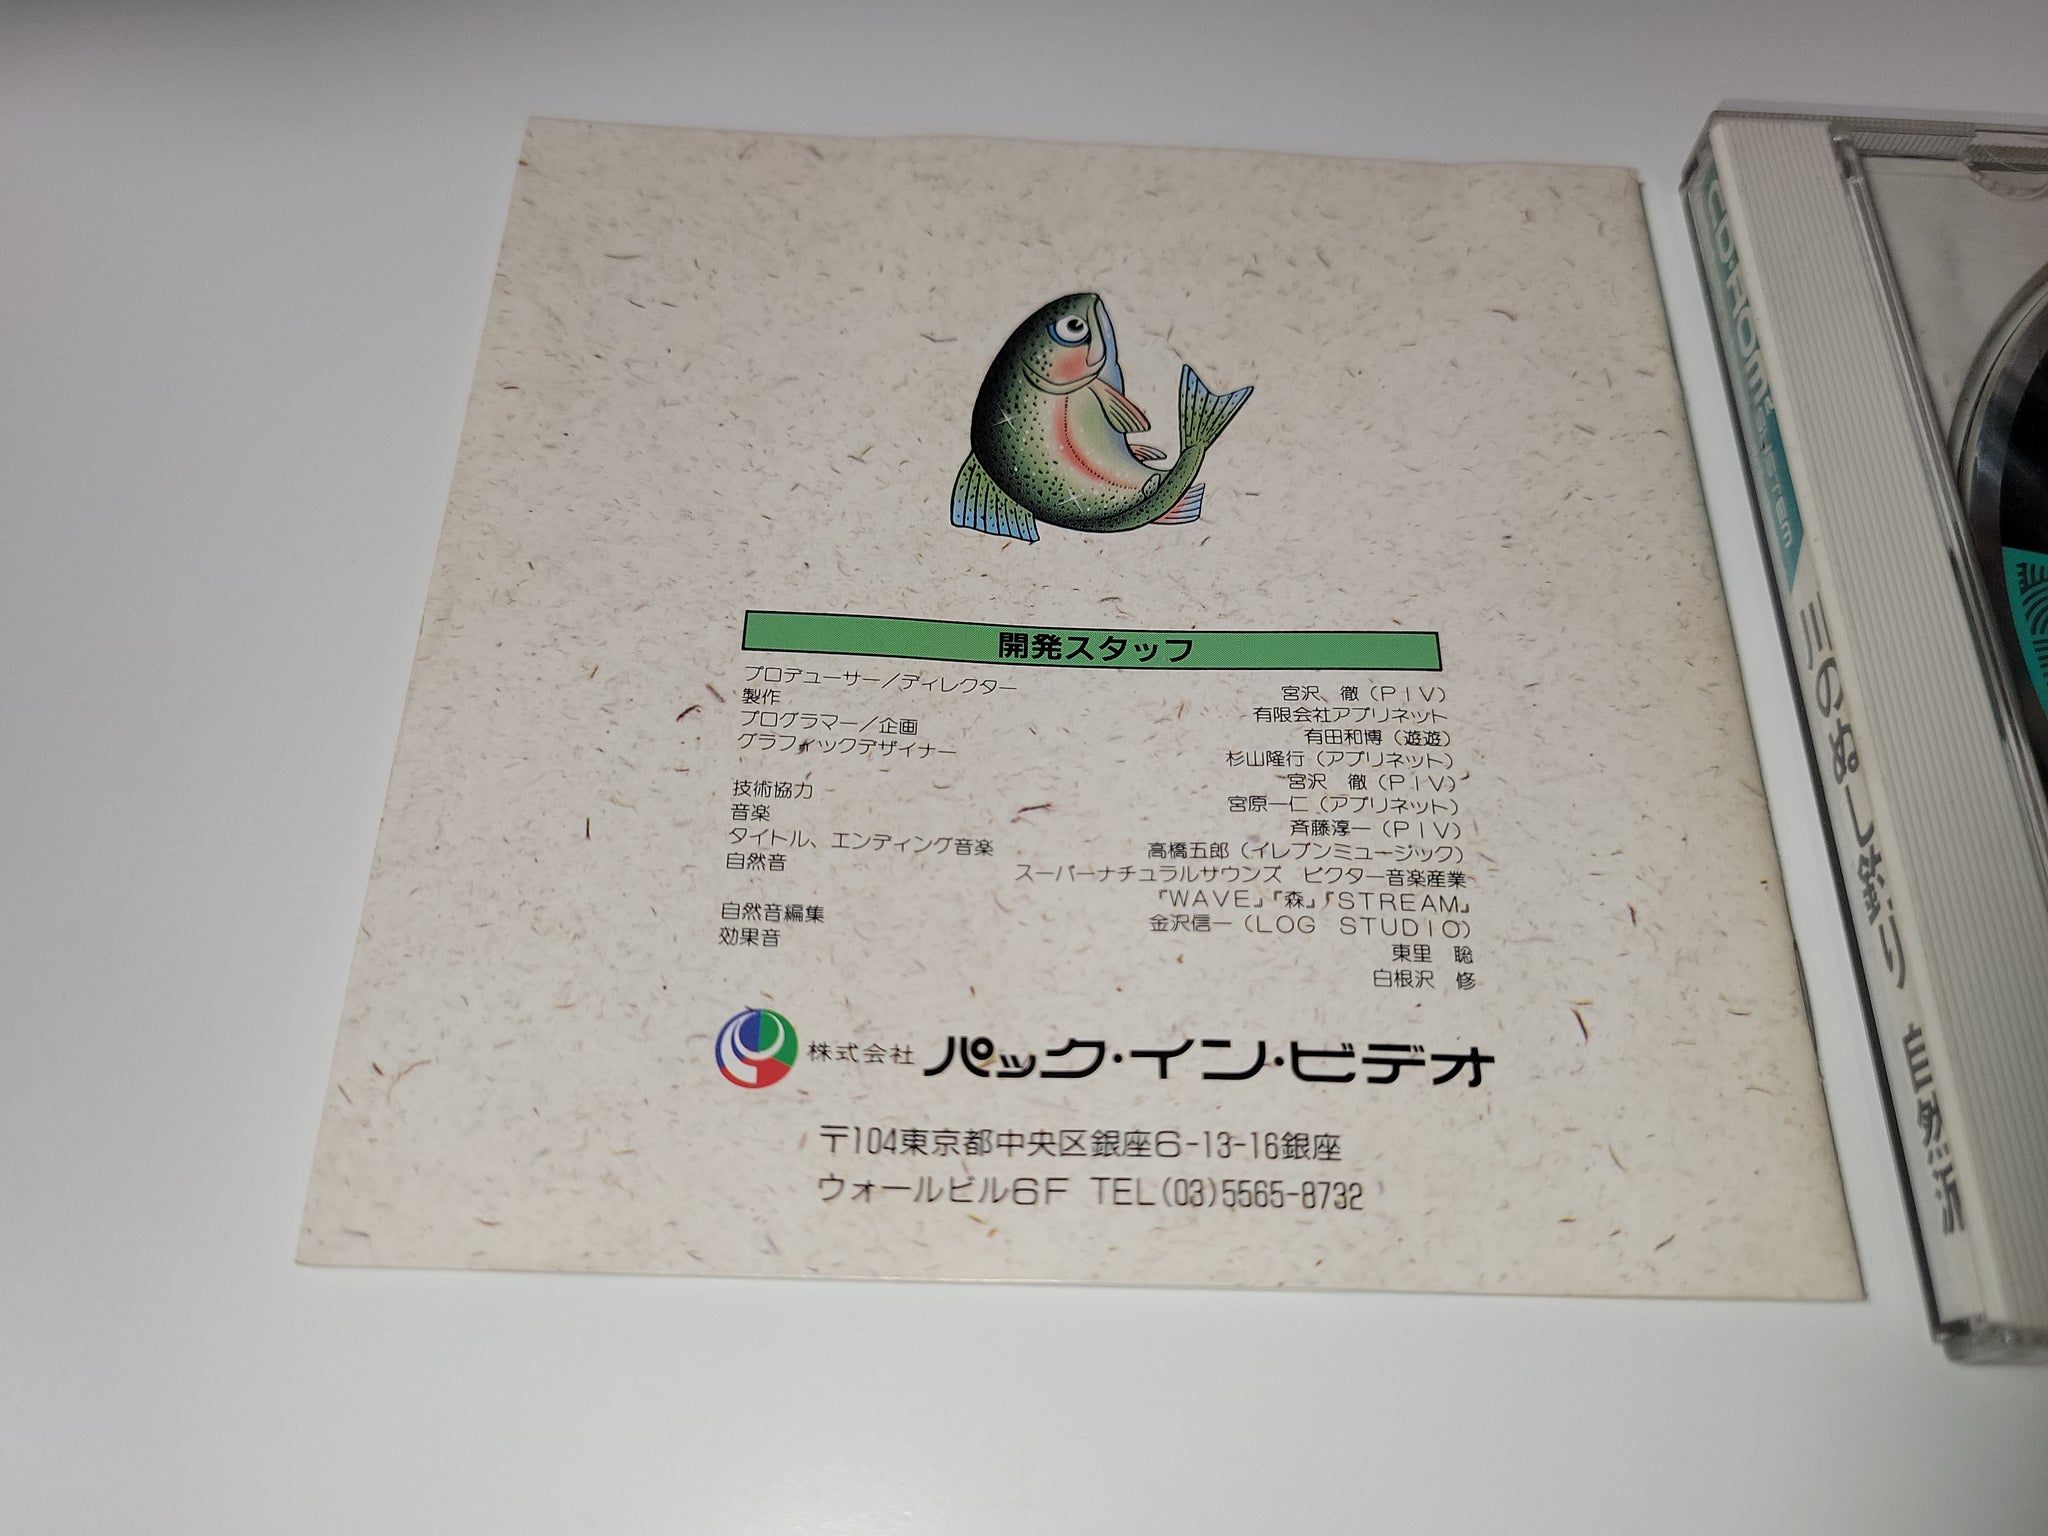 開発スタッフ
プロデューサー/ディレクター 宮沢 徹(PIV)
製作 有限会社アプリネット
プログラマー/企画 有田和博(遊遊)
グラフィックデザイナー 杉山隆行(アプリネット)
宮沢 徹(PIV)
技術協力 宮原一仁(アプリネット)
音楽 斉藤淳一(PIV)
タイトル、エンディング音楽 高橋五郎(イレブンミュージック)
自然音 スーパーナチュラルサウンズ ビクター音楽産業
『WAVE』『森』『STREAM』
自然音編集 金沢信一(LOG STUDIO)
効果音 東里 聡
白根沢 修
株式会社 パック・イン・ビデオ
〒104東京都中央区銀座6-13-16銀座
ウォールビル6F TEL(03)5565-8732
CD-ROM² SYSTEM
ぬし釣り 自然派